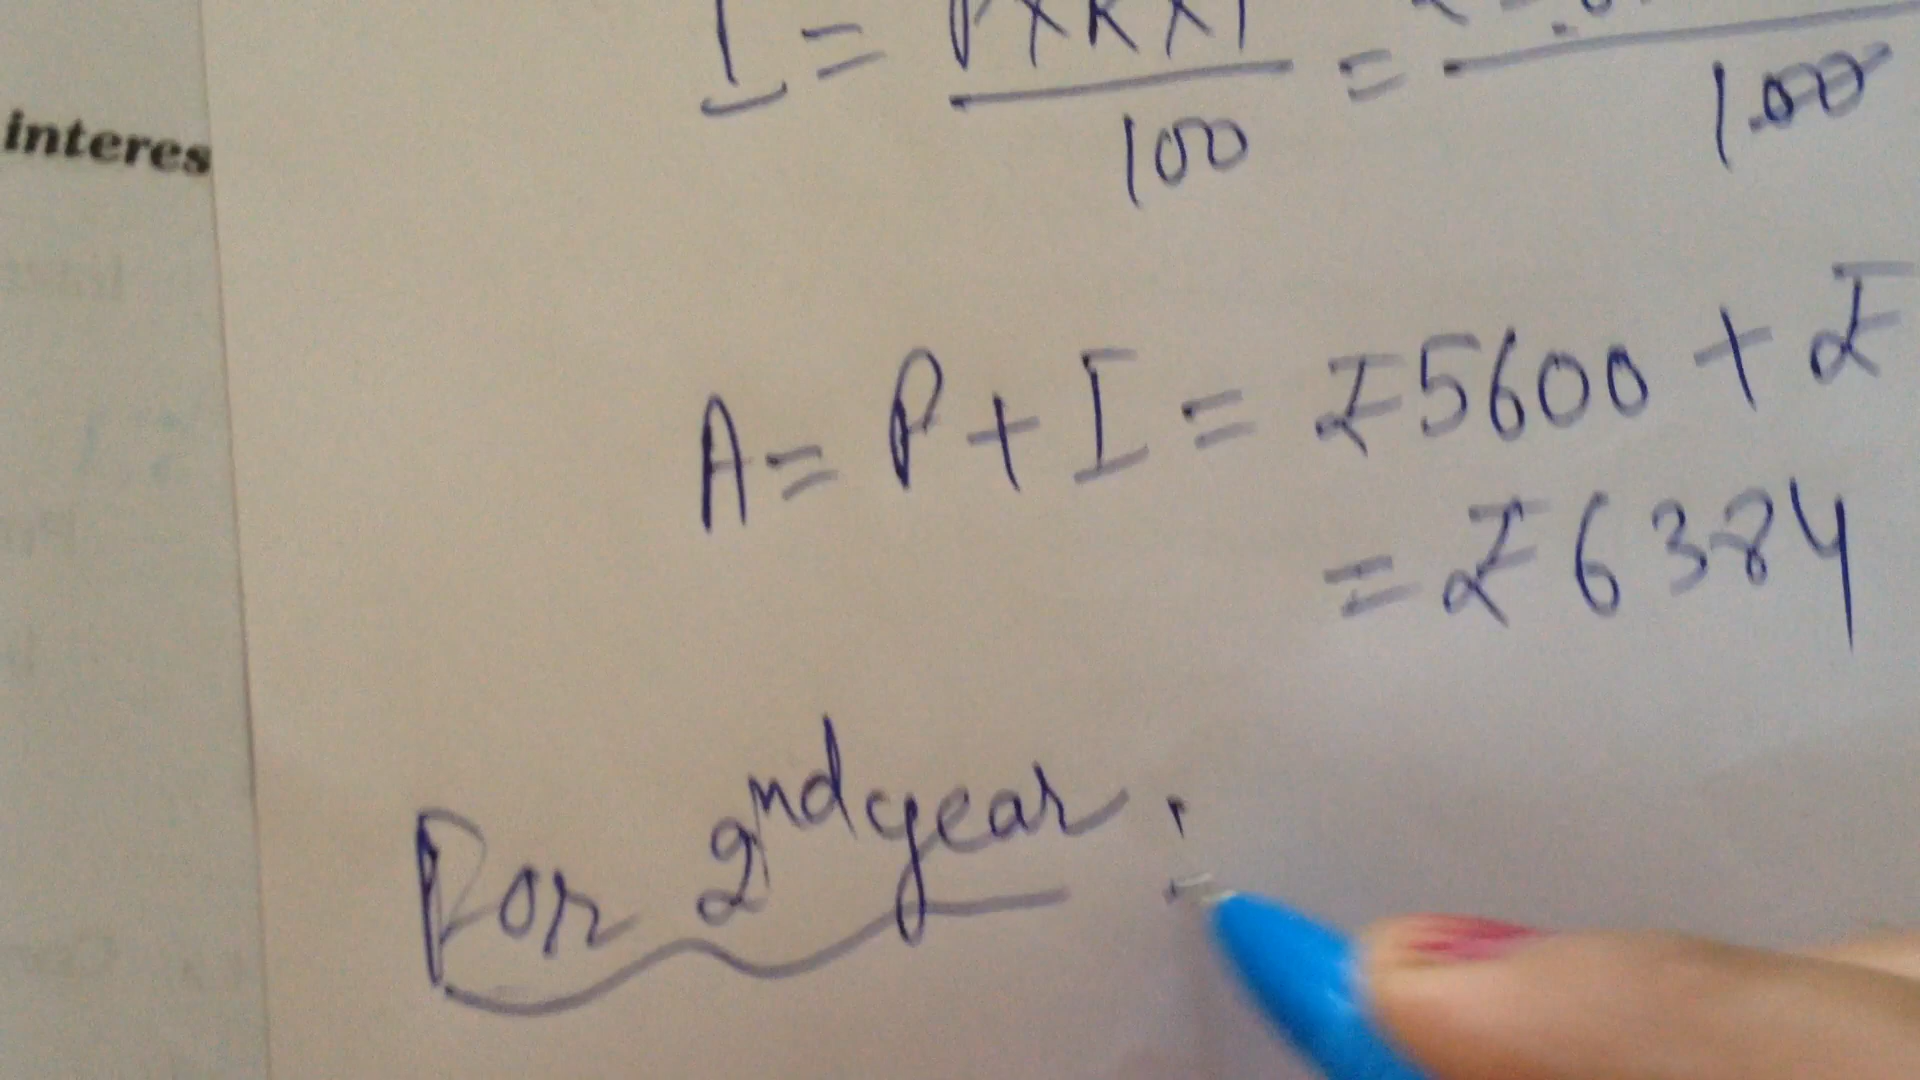 interes
I = P×R×T / 100 = / 100
A = P + I = ₹5600 + ₹
= ₹6384
For 2nd year :